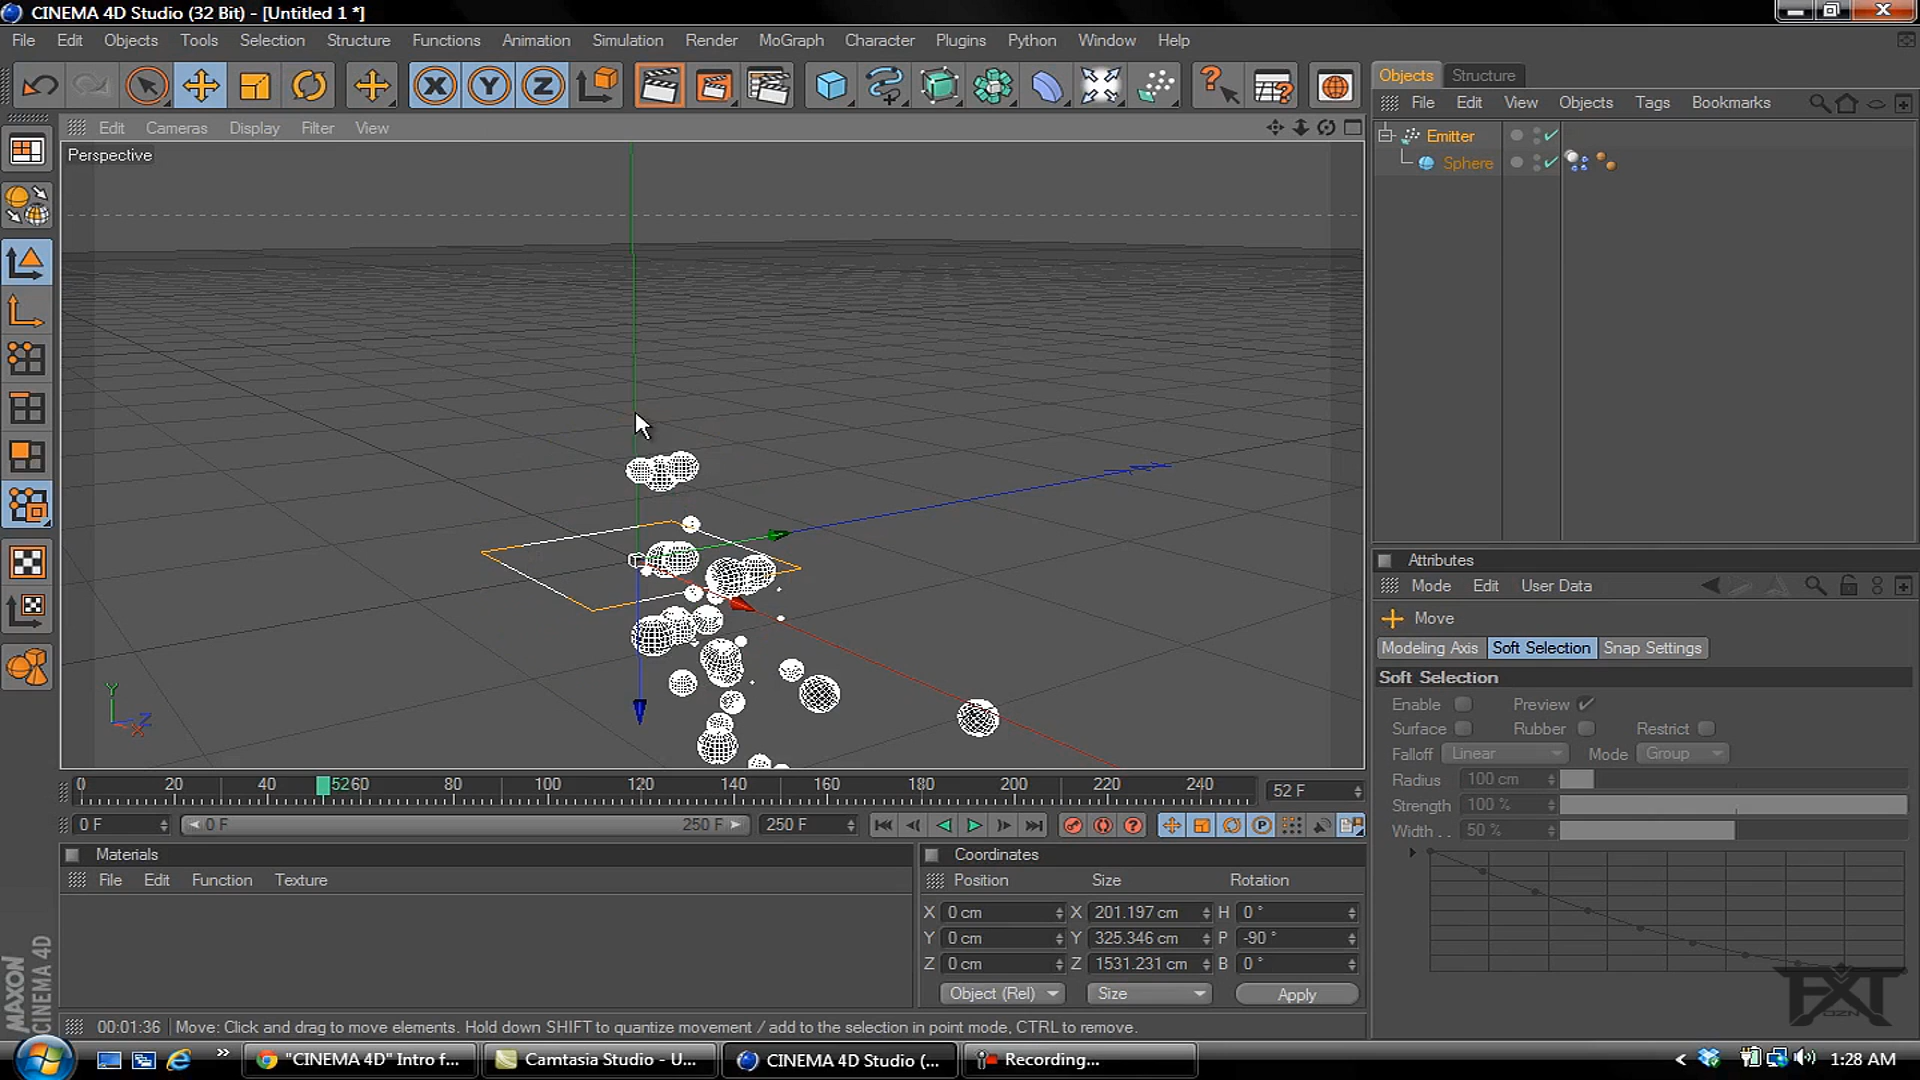 CINEMA 4D Studio (32 Bit) - [Untitled 1 *]
File Edit Objects Tools Selection Structure Functions Animation Simulation Render MoGraph Character Plugins Python Window Help
X Y Z
Objects Structure
File Edit View Objects Tags Bookmarks
Edit Cameras Display Filter View
Perspective
Emitter
Sphere
Attributes
Mode Edit User Data
Move
Modeling Axis Soft Selection Snap Settings
Soft Selection
Enable Preview
Surface Rubber Restrict
Falloff Linear Mode Group
Radius 100 cm
Strength 100 %
Width . . 50 %
Y Z X
0 20 40 5260 80 100 120 140 160 180 200 220 240 52 F
0 F 0 F 250 F 250 F
Materials
File Edit Function Texture
Coordinates
Position Size Rotation
X 0 cm X 201.197 cm H 0 °
Y 0 cm Y 325.346 cm P -90 °
Z 0 cm Z 1531.231 cm B 0 °
Object (Rel) Size Apply
MAXON
CINEMA 4D
FXT
00:01:36 Move: Click and drag to move elements. Hold down SHIFT to quantize movement / add to the selection in point mode, CTRL to remove.
"CINEMA 4D" Intro f... Camtasia Studio - U... CINEMA 4D Studio (... Recording... 1:28 AM